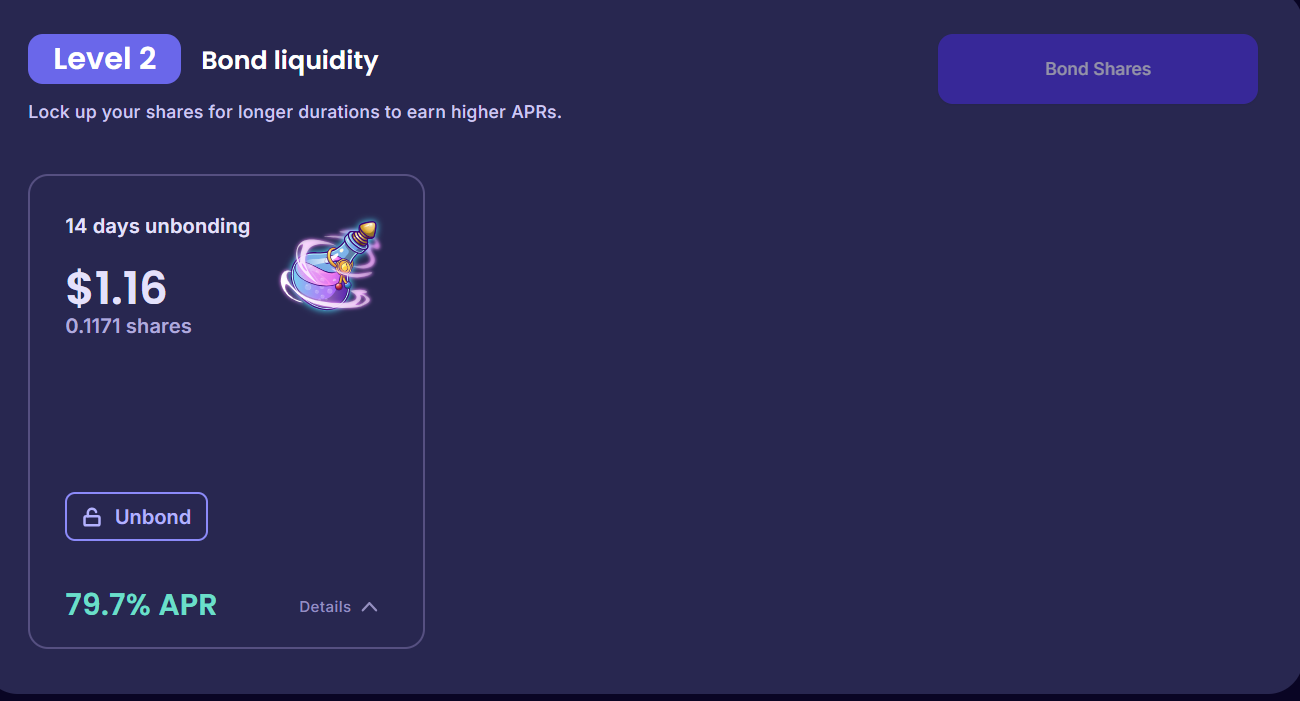 Level 2 Bond liquidity
Bond Shares
Lock up your shares for longer durations to earn higher APRs.
14 days unbonding
$1.16
0.1171 shares
Unbond
79.7% APR
Details